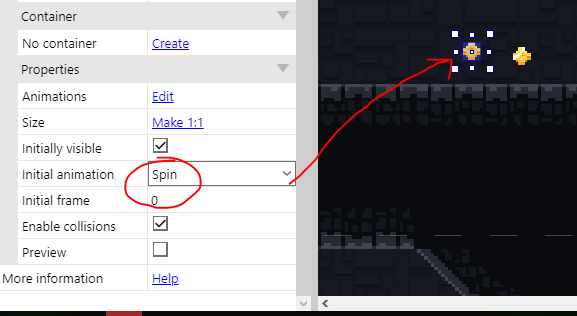 Container
No container Create
Properties
Animations Edit
Size Make 1:1
Initially visible
Initial animation Spin
Initial frame 0
Enable collisions
Preview
More information Help